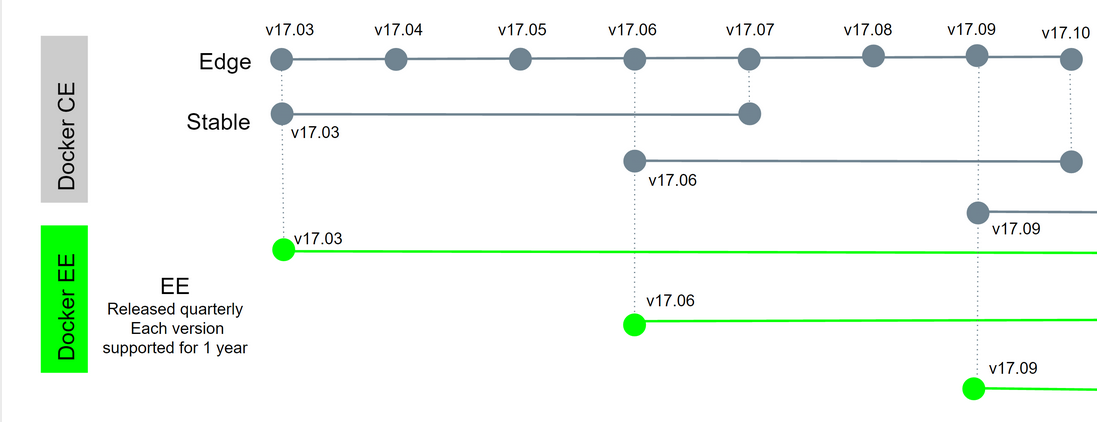 v17.03 v17.04 v17.05 v17.06 v17.07 v17.08 v17.09 v17.10
Edge
Docker CE
Stable
v17.03
v17.06
v17.09
v17.03
Docker EE
EE
Released quarterly
Each version
supported for 1 year
v17.06
v17.09